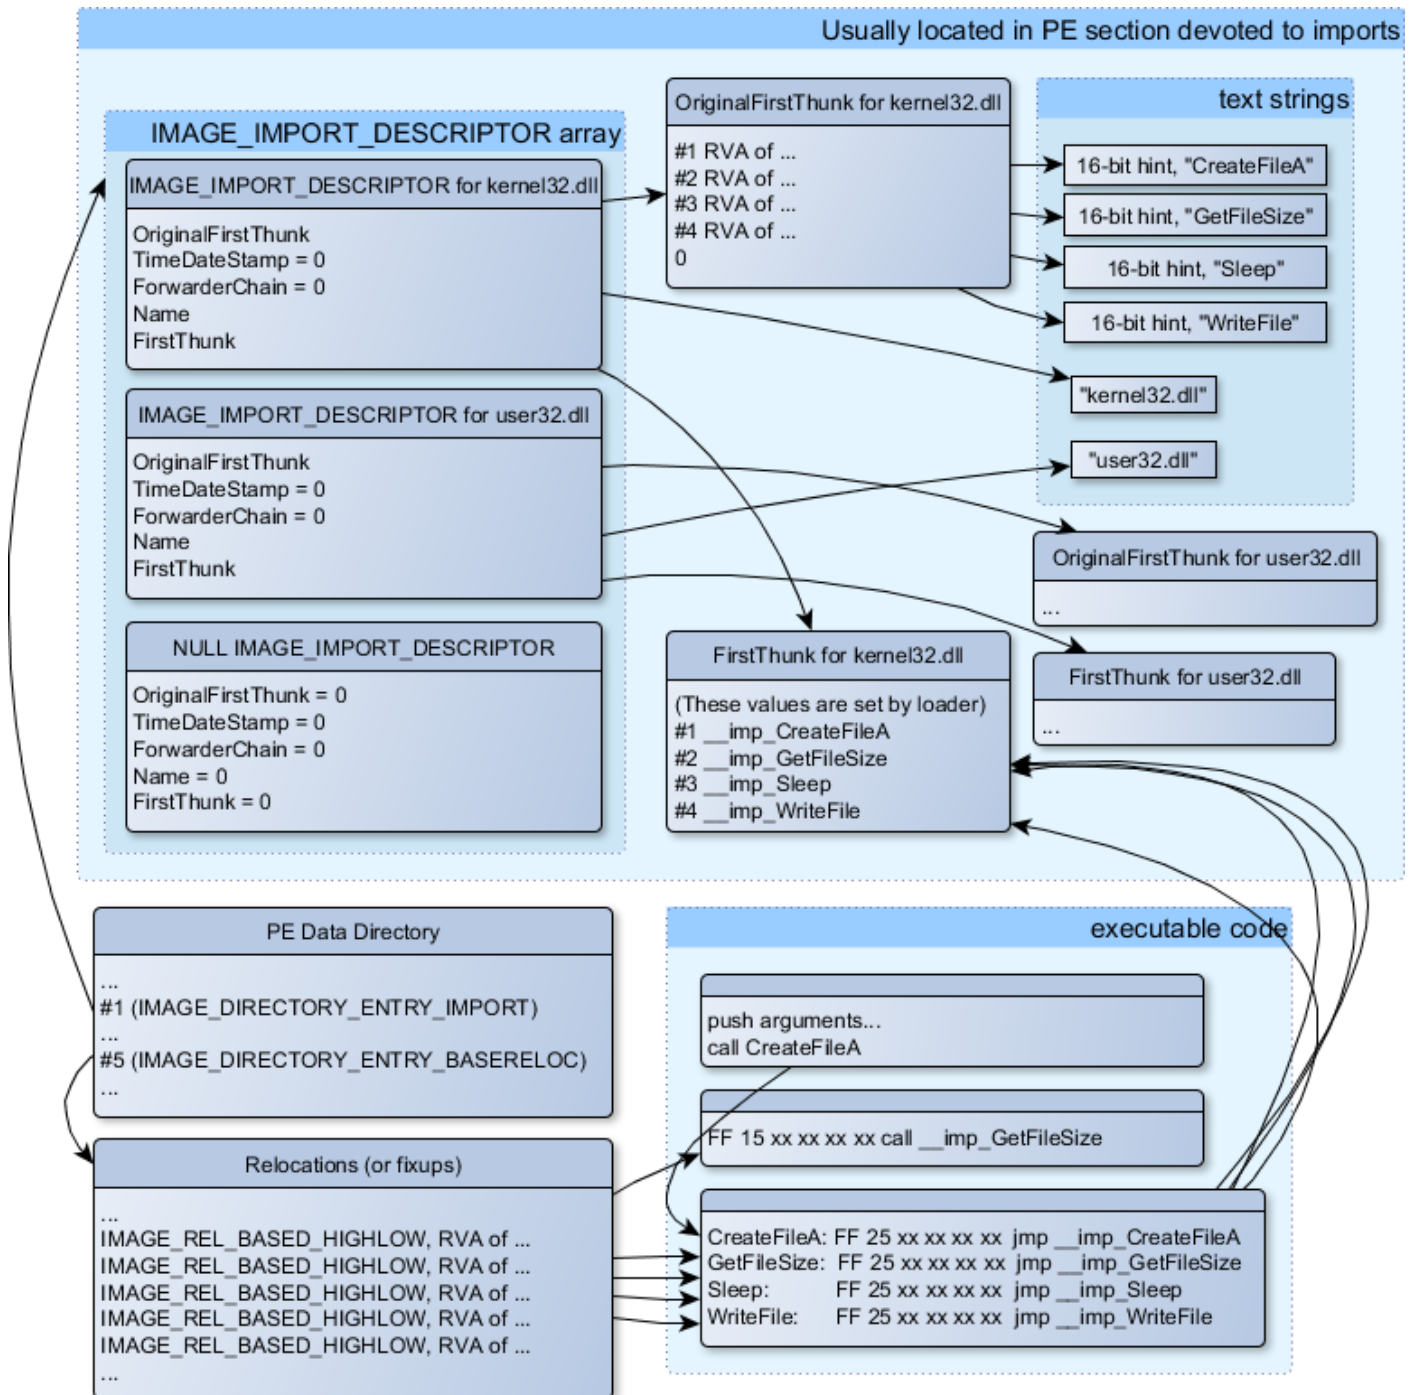 Usually located in PE section devoted to imports
IMAGE_IMPORT_DESCRIPTOR array
IMAGE_IMPORT_DESCRIPTOR for kernel32.dll
OriginalFirstThunk
TimeDateStamp = 0
ForwarderChain = 0
Name
FirstThunk
IMAGE_IMPORT_DESCRIPTOR for user32.dll
OriginalFirstThunk
TimeDateStamp = 0
ForwarderChain = 0
Name
FirstThunk
NULL IMAGE_IMPORT_DESCRIPTOR
OriginalFirstThunk = 0
TimeDateStamp = 0
ForwarderChain = 0
Name = 0
FirstThunk = 0
OriginalFirstThunk for kernel32.dll
#1 RVA of ...
#2 RVA of ...
#3 RVA of ...
#4 RVA of ...
0
text strings
16-bit hint, "CreateFileA"
16-bit hint, "GetFileSize"
16-bit hint, "Sleep"
16-bit hint, "WriteFile"
"kernel32.dll"
"user32.dll"
OriginalFirstThunk for user32.dll
...
FirstThunk for kernel32.dll
(These values are set by loader)
#1 __imp_CreateFileA
#2 __imp_GetFileSize
#3 __imp_Sleep
#4 __imp_WriteFile
FirstThunk for user32.dll
...
PE Data Directory
...
#1 (IMAGE_DIRECTORY_ENTRY_IMPORT)
...
#5 (IMAGE_DIRECTORY_ENTRY_BASERELOC)
...
Relocations (or fixups)
...
IMAGE_REL_BASED_HIGHLOW, RVA of ...
IMAGE_REL_BASED_HIGHLOW, RVA of ...
IMAGE_REL_BASED_HIGHLOW, RVA of ...
IMAGE_REL_BASED_HIGHLOW, RVA of ...
IMAGE_REL_BASED_HIGHLOW, RVA of ...
...
executable code
push arguments...
call CreateFileA
FF 15 xx xx xx xx call __imp_GetFileSize
CreateFileA: FF 25 xx xx xx xx jmp __imp_CreateFileA
GetFileSize: FF 25 xx xx xx xx jmp __imp_GetFileSize
Sleep: FF 25 xx xx xx xx jmp __imp_Sleep
WriteFile: FF 25 xx xx xx xx jmp __imp_WriteFile